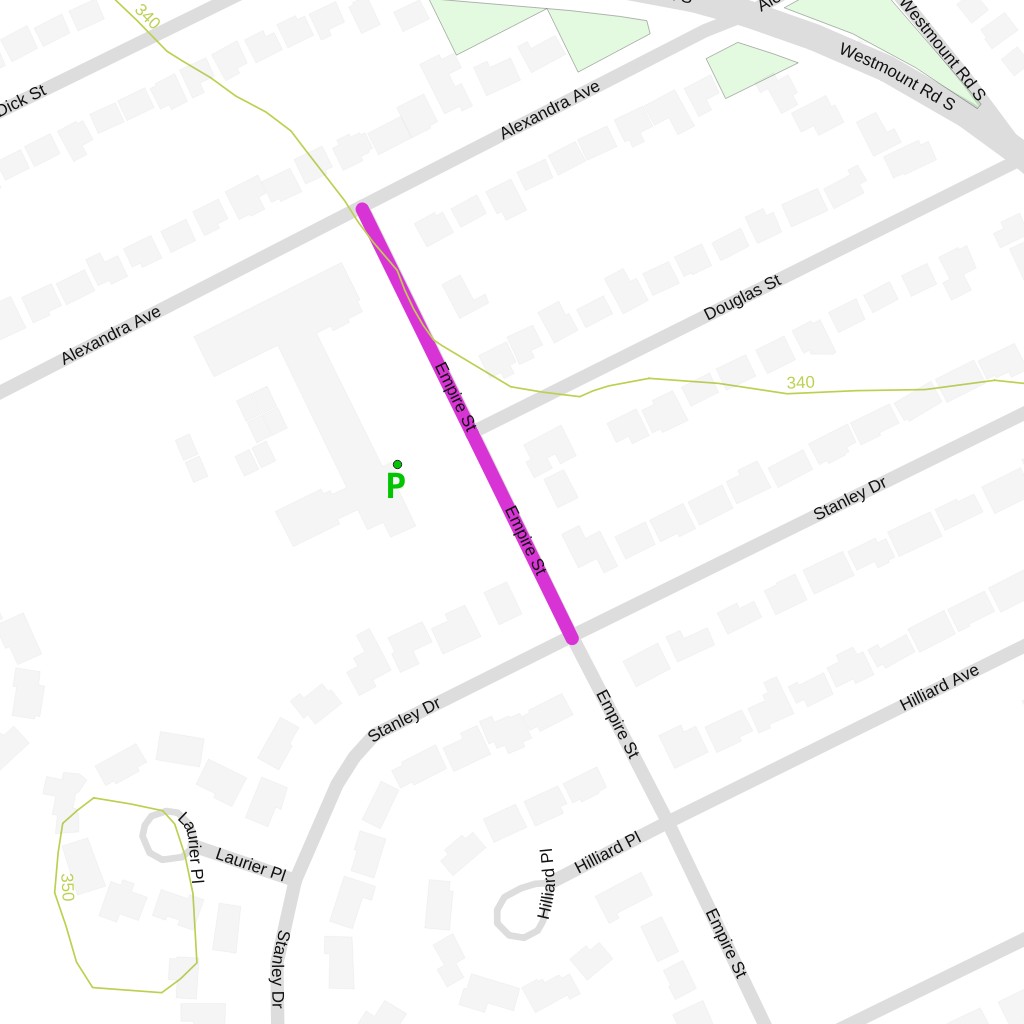 340
Dick St
Westmount Rd S
Westmount Rd S
Alexandra Ave
Alexandra Ave
Douglas St
340
Empire St
P
Stanley Dr
Empire St
Hilliard Ave
Stanley Dr
Empire St
Laurier Pl
Laurier Pl
Hilliard Pl
Hilliard Pl
350
Stanley Dr
Empire St